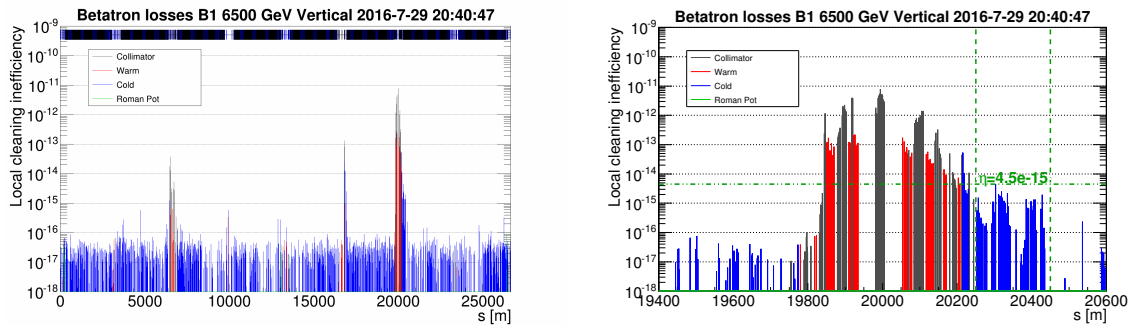 Betatron losses B1 6500 GeV Vertical 2016-7-29 20:40:47
Local cleaning inefficiency
10^-9
10^-10
10^-11
10^-12
10^-13
10^-14
10^-15
10^-16
10^-17
10^-18
Collimator
Warm
Cold
Roman Pot
0 5000 10000 15000 20000 25000
s [m]
Betatron losses B1 6500 GeV Vertical 2016-7-29 20:40:47
Local cleaning inefficiency
10^-9
10^-10
10^-11
10^-12
10^-13
10^-14
10^-15
10^-16
10^-17
10^-18
Collimator
Warm
Cold
Roman Pot
η=4.5e-15
19400 19600 19800 20000 20200 20400 20600
s [m]